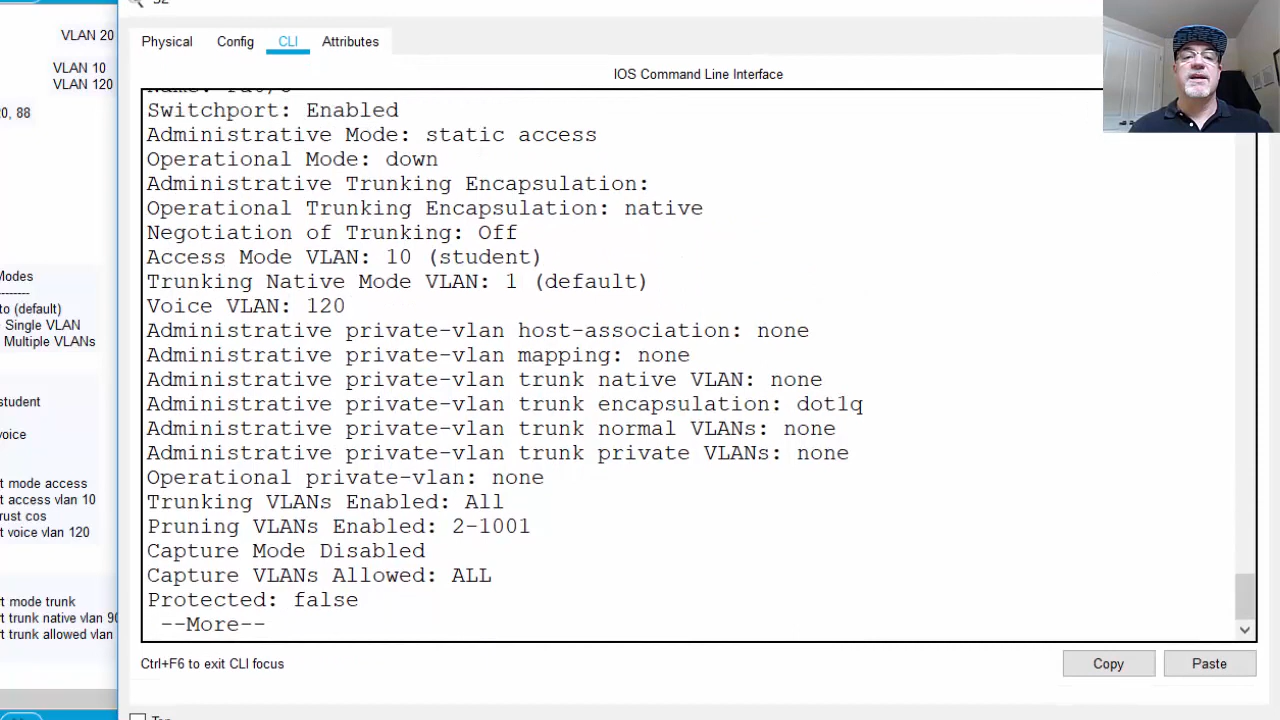 VLAN 20
VLAN 10
VLAN 120
0, 88
Modes
--------
to (default)
Single VLAN
Multiple VLANs
student
voice
t mode access
t access vlan 10
rust cos
t voice vlan 120
t mode trunk
t trunk native vlan 90
t trunk allowed vlan
S2
Physical
Config
CLI
Attributes
IOS Command Line Interface
Switchport: Enabled
Administrative Mode: static access
Operational Mode: down
Administrative Trunking Encapsulation:
Operational Trunking Encapsulation: native
Negotiation of Trunking: Off
Access Mode VLAN: 10 (student)
Trunking Native Mode VLAN: 1 (default)
Voice VLAN: 120
Administrative private-vlan host-association: none
Administrative private-vlan mapping: none
Administrative private-vlan trunk native VLAN: none
Administrative private-vlan trunk encapsulation: dot1q
Administrative private-vlan trunk normal VLANs: none
Administrative private-vlan trunk private VLANs: none
Operational private-vlan: none
Trunking VLANs Enabled: All
Pruning VLANs Enabled: 2-1001
Capture Mode Disabled
Capture VLANs Allowed: ALL
Protected: false
--More--
Ctrl+F6 to exit CLI focus
Copy
Paste
Top